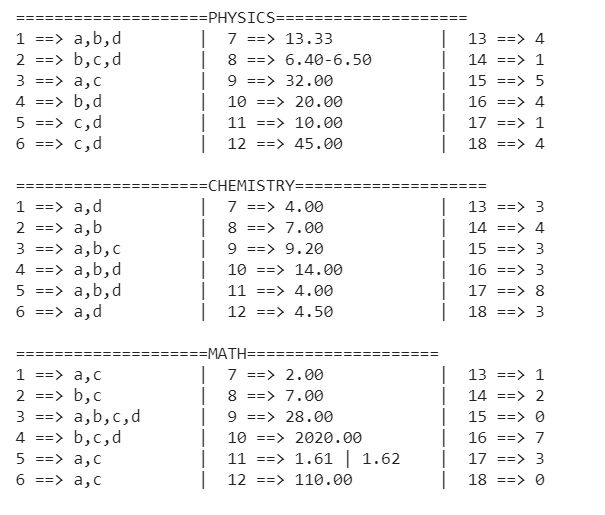 ====================PHYSICS====================
1 ==> a,b,d | 7 ==> 13.33 | 13 ==> 4
2 ==> b,c,d | 8 ==> 6.40-6.50 | 14 ==> 1
3 ==> a,c | 9 ==> 32.00 | 15 ==> 5
4 ==> b,d | 10 ==> 20.00 | 16 ==> 4
5 ==> c,d | 11 ==> 10.00 | 17 ==> 1
6 ==> c,d | 12 ==> 45.00 | 18 ==> 4
====================CHEMISTRY====================
1 ==> a,d | 7 ==> 4.00 | 13 ==> 3
2 ==> a,b | 8 ==> 7.00 | 14 ==> 4
3 ==> a,b,c | 9 ==> 9.20 | 15 ==> 3
4 ==> a,b,d | 10 ==> 14.00 | 16 ==> 3
5 ==> a,b,d | 11 ==> 4.00 | 17 ==> 8
6 ==> a,d | 12 ==> 4.50 | 18 ==> 3
====================MATH====================
1 ==> a,c | 7 ==> 2.00 | 13 ==> 1
2 ==> b,c | 8 ==> 7.00 | 14 ==> 2
3 ==> a,b,c,d | 9 ==> 28.00 | 15 ==> 0
4 ==> b,c,d | 10 ==> 2020.00 | 16 ==> 7
5 ==> a,c | 11 ==> 1.61 | 1.62 | 17 ==> 3
6 ==> a,c | 12 ==> 110.00 | 18 ==> 0